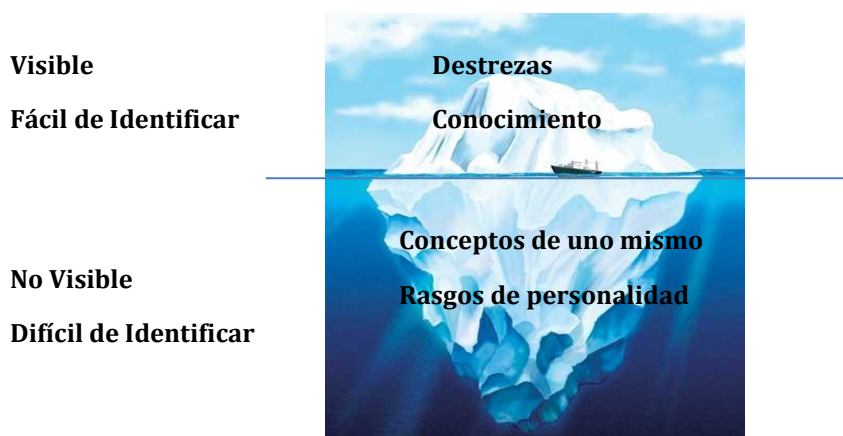 Visible
Destrezas
Fácil de Identificar
Conocimiento
Conceptos de uno mismo
No Visible
Rasgos de personalidad
Difícil de Identificar